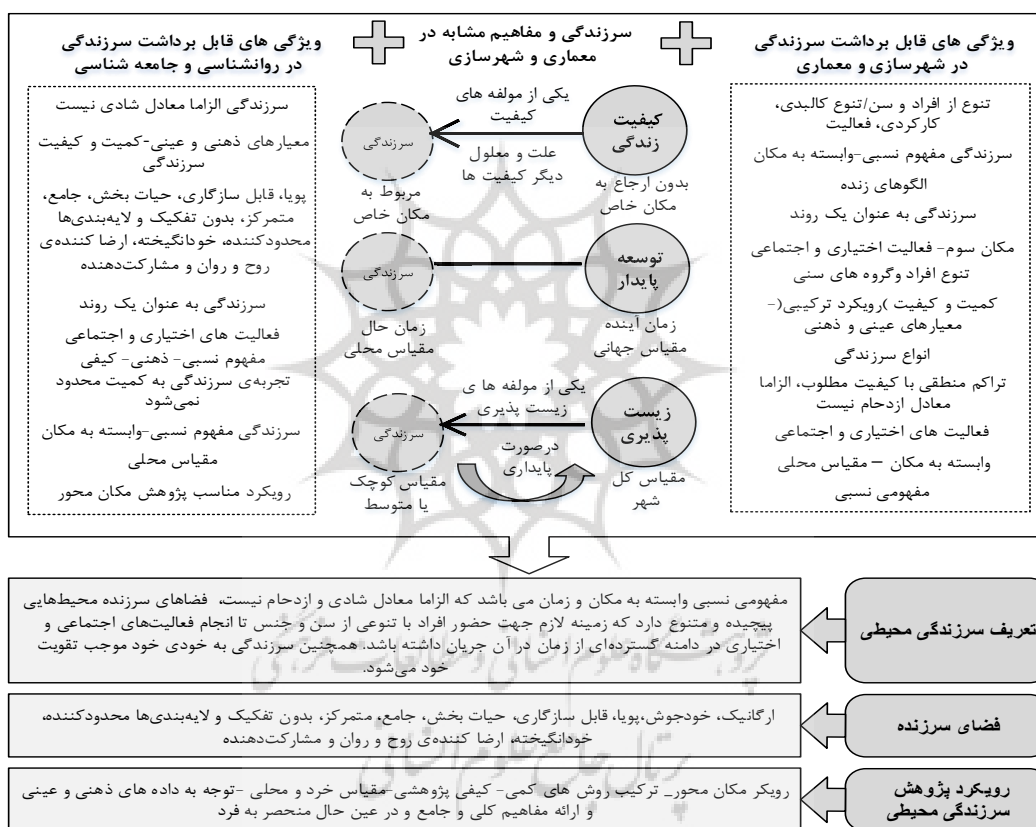 ویژگی های قابل برداشت سرزندگی
در شهرسازی و معماری
تنوع از افراد و سن/تنوع کالبدی،
کارکردی، فعالیت
سرزندگی مفهوم نسبی-وابسته به مکان
الگوهای زنده
سرزندگی به عنوان یک روند
مکان سوم- فعالیت اختیاری و اجتماعی
تنوع افراد وگروه های سنی
کمیت و کیفیت )رویکرد ترکیبی(-
معیارهای عینی و ذهنی
انواع سرزندگی
تراکم منطقی با کیفیت مطلوب، الزاما
معادل ازدحام نیست
فعالیت های اختیاری و اجتماعی
وابسته به مکان – مقیاس محلی
مفهومی نسبی
سرزندگی و مفاهیم مشابه در
معماری و شهرسازی
کیفیت
زندگی
یکی از مولفه های
کیفیت
علت و معلول
دیگر کیفیت ها
سرزندگی
بدون ارجاع به
مکان خاص
مربوط به
مکان خاص
توسعه
پایدار
سرزندگی
زمان آینده
مقیاس جهانی
زمان حال
مقیاس محلی
زیست
پذیری
یکی از مولفه ها ی
زیست پذیری
درصورت
پایداری
سرزندگی
مقیاس کل
شهر
مقیاس کوچک
یا متوسط
ویژگی های قابل برداشت سرزندگی
در روانشناسی و جامعه شناسی
سرزندگی الزاما معادل شادی نیست
معیارهای ذهنی و عینی-کمیت و کیفیت
سرزندگی
پویا، قابل سازگاری، حیات بخش، جامع،
متمرکز، بدون تفکیک و لایه‌بندی‌ها
محدودکننده، خودانگیخته، ارضا کننده‌ی
روح و روان و مشارکت‌دهنده
سرزندگی به عنوان یک روند
فعالیت های اختیاری و اجتماعی
مفهوم نسبی- ذهنی- کیفی
تجربه‌ی سرزندگی به کمیت محدود
نمی‌شود
سرزندگی مفهوم نسبی-وابسته به مکان
مقیاس محلی
رویکرد مناسب پژوهش مکان محور
تعریف سرزندگی محیطی
مفهومی نسبی وابسته به مکان و زمان می باشد که الزاما معادل شادی و ازدحام نیست، فضاهای سرزنده محیط‌هایی
پیچیده و متنوع دارد که زمینه لازم جهت حضور افراد با تنوعی از سن و جنس تا انجام فعالیت‌های اجتماعی و
اختیاری در دامنه گسترده‌ای از زمان در آن جریان داشته باشد. همچنین سرزندگی به خودی خود موجب تقویت
خود می‌شود.
فضای سرزنده
ارگانیک، خودجوش،پویا، قابل سازگاری، حیات بخش، جامع، متمرکز، بدون تفکیک و لایه‌بندی‌ها محدودکننده،
خودانگیخته، ارضا کننده‌ی روح و روان و مشارکت‌دهنده
رویکرد پژوهش
سرزندگی محیطی
رویکر مکان محور_ ترکیب روش های کمی- کیفی پژوهشی-مقیاس خرد و محلی -توجه به داده های ذهنی و عینی
و ارائه مفاهیم کلی و جامع و در عین حال منحصر به فرد
پژوهشگاه علوم انسانی و مطالعات فرهنگی
پرتال جامع علوم انسانی